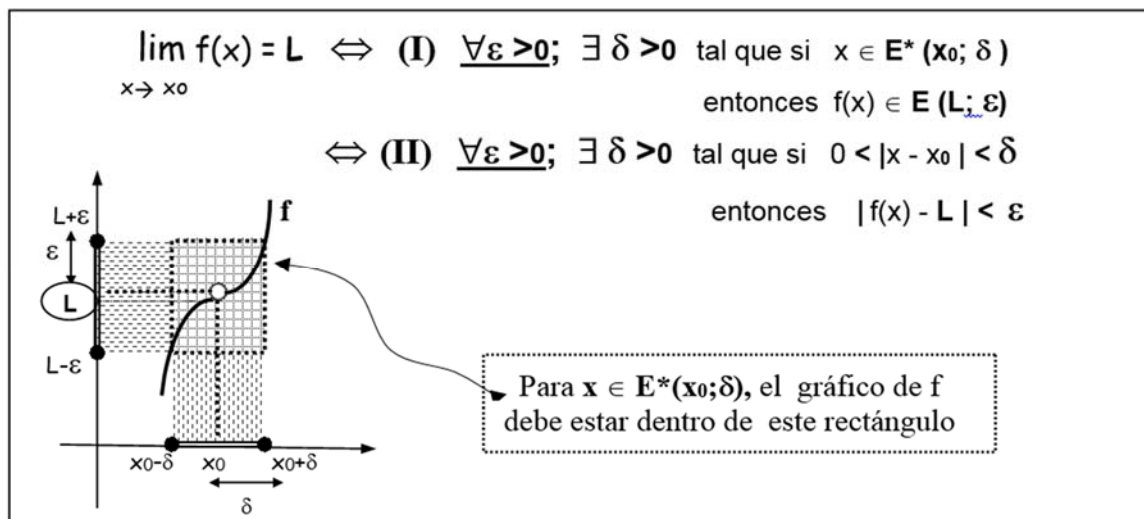 lim f(x) = L ⇔ (I) ∀ε >0; ∃ δ >0 tal que si x ∈ E* (x₀; δ )
x→ x₀
entonces f(x) ∈ E (L; ε)
⇔ (II) ∀ε >0; ∃ δ >0 tal que si 0 < |x - x₀ | < δ
entonces | f(x) - L | < ε
L+ε
f
ε
L
L-ε
Para x ∈ E*(x₀;δ), el gráfico de f
debe estar dentro de este rectángulo
x₀-δ x₀ x₀+δ
δ